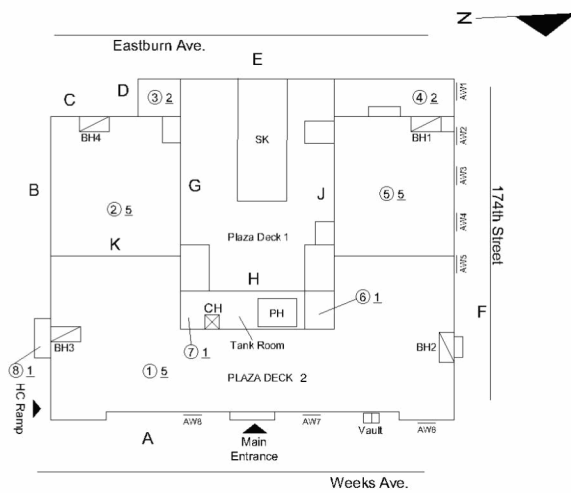 N
Eastburn Ave.
E
D
C
③ 2
④ 2
AW1
BH4
SK
BH1
AW2
B
G
J
AW3
174th Street
② 5
⑤ 5
K
Plaza Deck 1
AW4
H
AW5
CH
PH
⑥ 1
F
⑦ 1
Tank Room
BH3
BH2
⑧ 1
① 5
PLAZA DECK 2
HC Ramp
A
AW8
AW7
Vault
AW6
Main
Entrance
Weeks Ave.